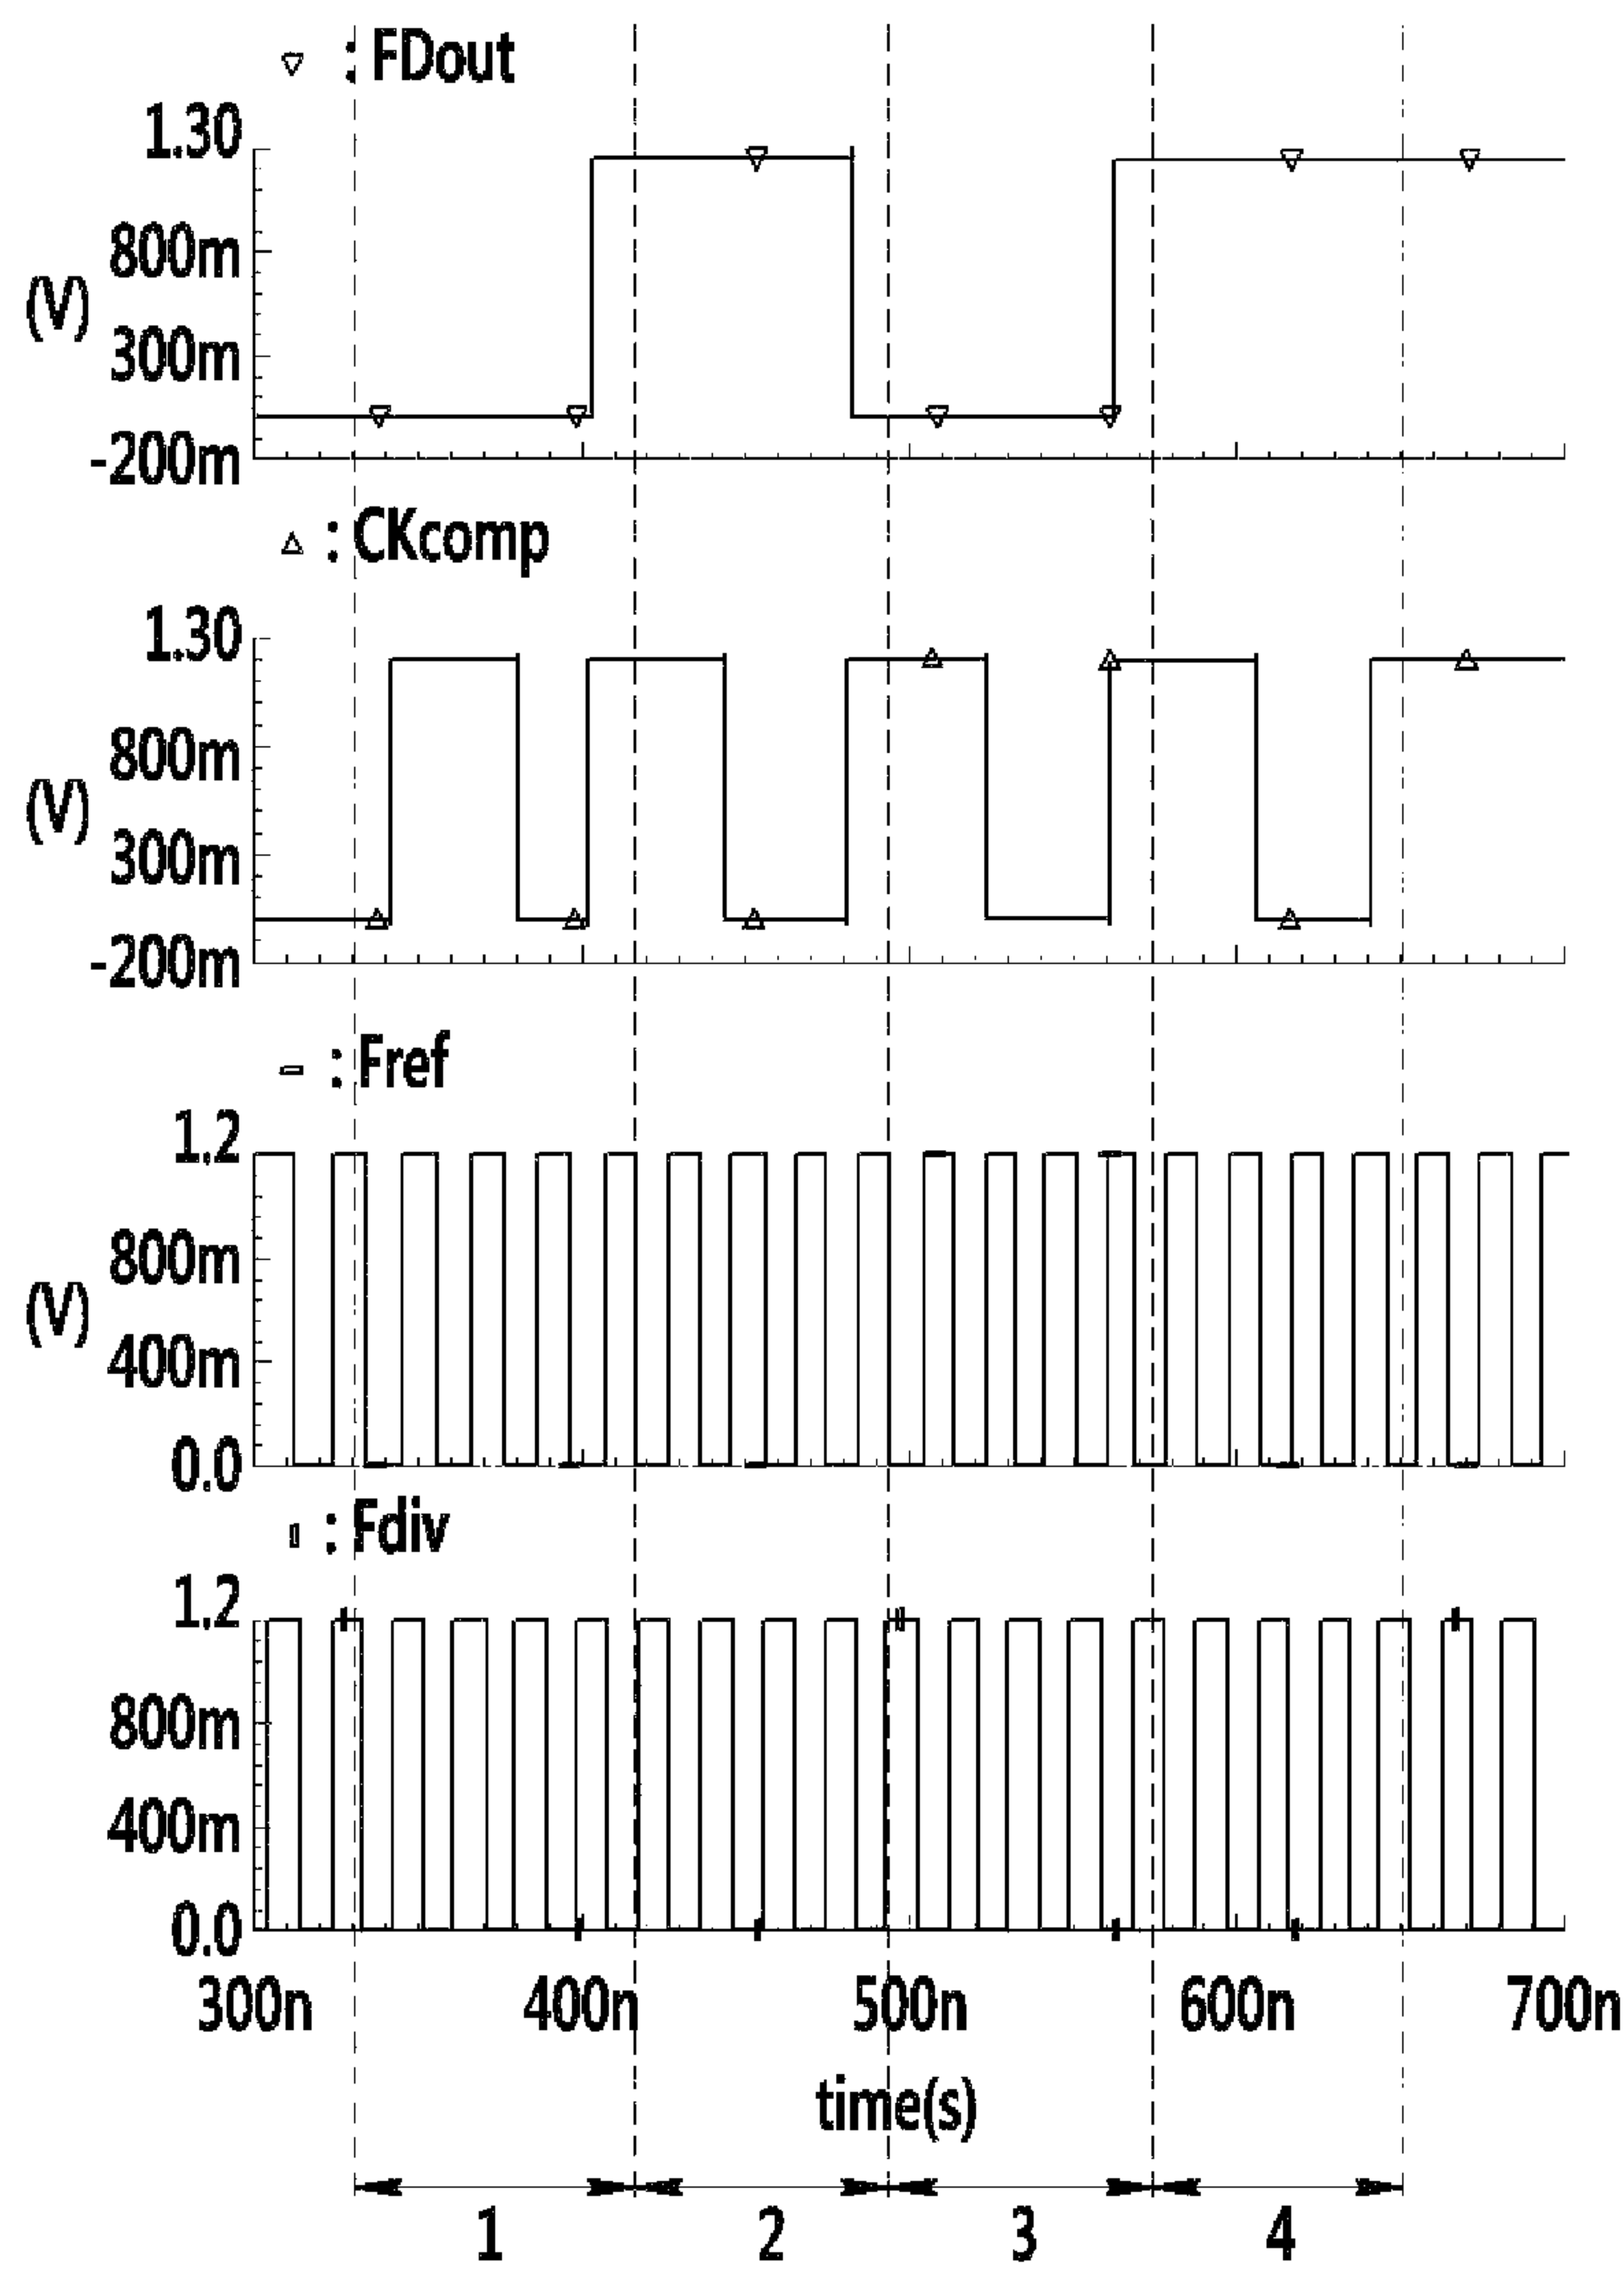 : FDout
1.30
800m
(V)
300m
-200m
: CKcomp
1.30
800m
(V)
300m
-200m
: Fref
1.2
800m
(V)
400m
0.0
: Fdiv
1.2
800m
400m
0.0
300n 400n 500n 600n 700n
time(s)
1 2 3 4